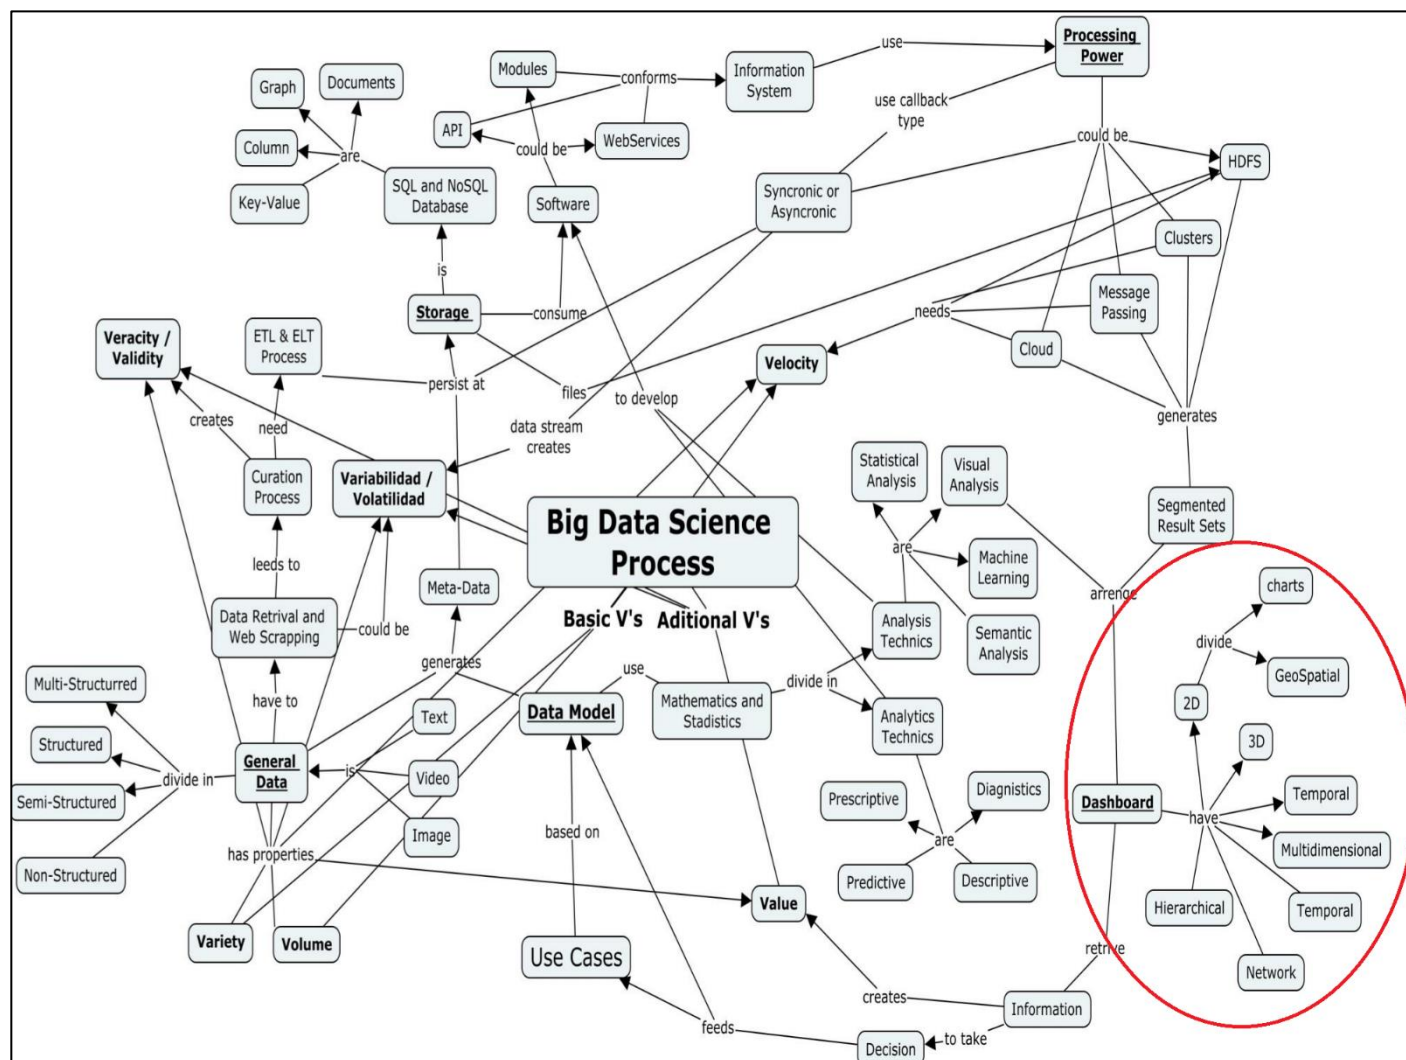 Processing
Power
use
Information
System
conforms
Modules
Graph
Documents
API
could be
WebServices
use callback
type
could be
HDFS
Column
are
Key-Value
SQL and NoSQL
Database
Software
Syncronic or
Asyncronic
Clusters
is
Message
Passing
Storage
consume
needs
Cloud
Veracity /
Validity
ETL & ELT
Process
Velocity
persist at
files
to develop
creates
need
data stream
creates
generates
Statistical
Analysis
Visual
Analysis
Curation
Process
Variabilidad /
Volatilidad
Segmented
Result Sets
Big Data Science
Process
are
Machine
Learning
leeds to
Meta-Data
charts
arrenge
Basic V's
Aditional V's
Data Retrival and
Web Scrapping
could be
Analysis
Technics
Semantic
Analysis
divide
generates
use
GeoSpatial
Multi-Structurred
have to
Mathematics and
Stadistics
divide in
2D
Text
Data Model
Analytics
Technics
3D
Structured
General
Data
is
Video
divide in
Semi-Structured
Prescriptive
Diagnistics
Dashboard
Temporal
have
Image
based on
are
Multidimensional
has properties
Non-Structured
Predictive
Descriptive
Value
Hierarchical
Temporal
Variety
Volume
Use Cases
retrive
Network
creates
Information
feeds
to take
Decision